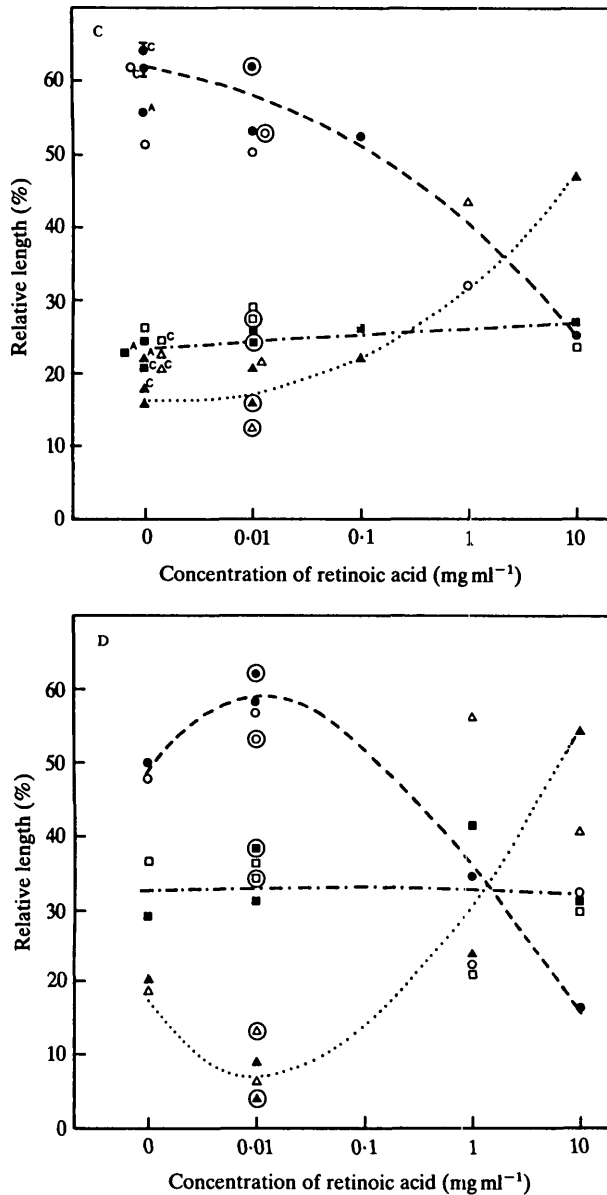 C
60
50
40
30
20
10
0
Relative length (%)
C
A
C
A
A
C
C
C
0 0·01 0·1 1 10
Concentration of retinoic acid (mg ml−1)
D
60
50
40
30
20
10
0
Relative length (%)
0 0·01 0·1 1 10
Concentration of retinoic acid (mg ml−1)